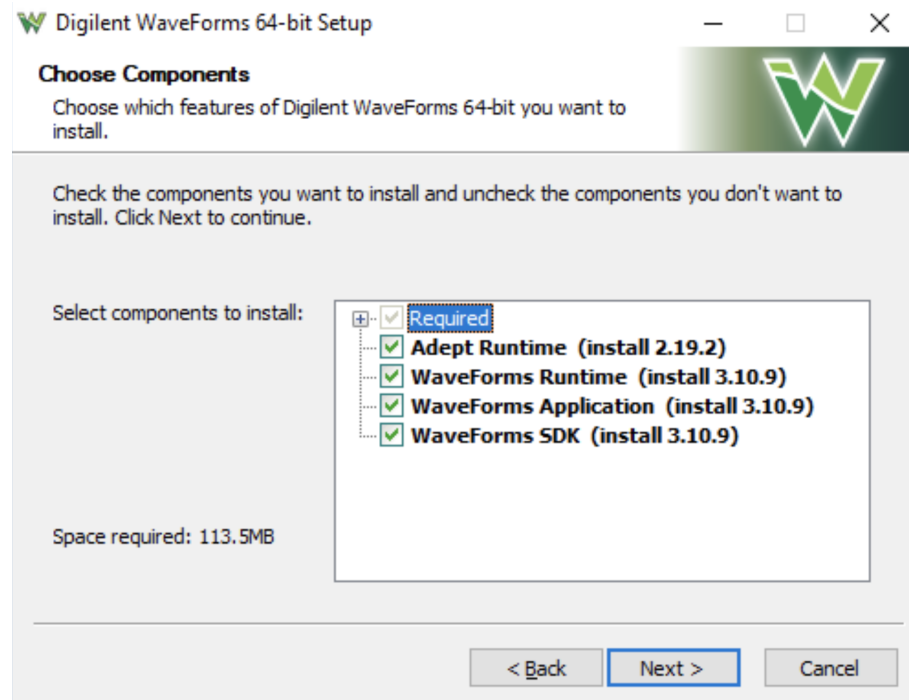 Digilent WaveForms 64-bit Setup
Choose Components
Choose which features of Digilent WaveForms 64-bit you want to
install.
Check the components you want to install and uncheck the components you don't want to
install. Click Next to continue.
Select components to install:
Required
Adept Runtime (install 2.19.2)
WaveForms Runtime (install 3.10.9)
WaveForms Application (install 3.10.9)
WaveForms SDK (install 3.10.9)
Space required: 113.5MB
< Back
Next >
Cancel